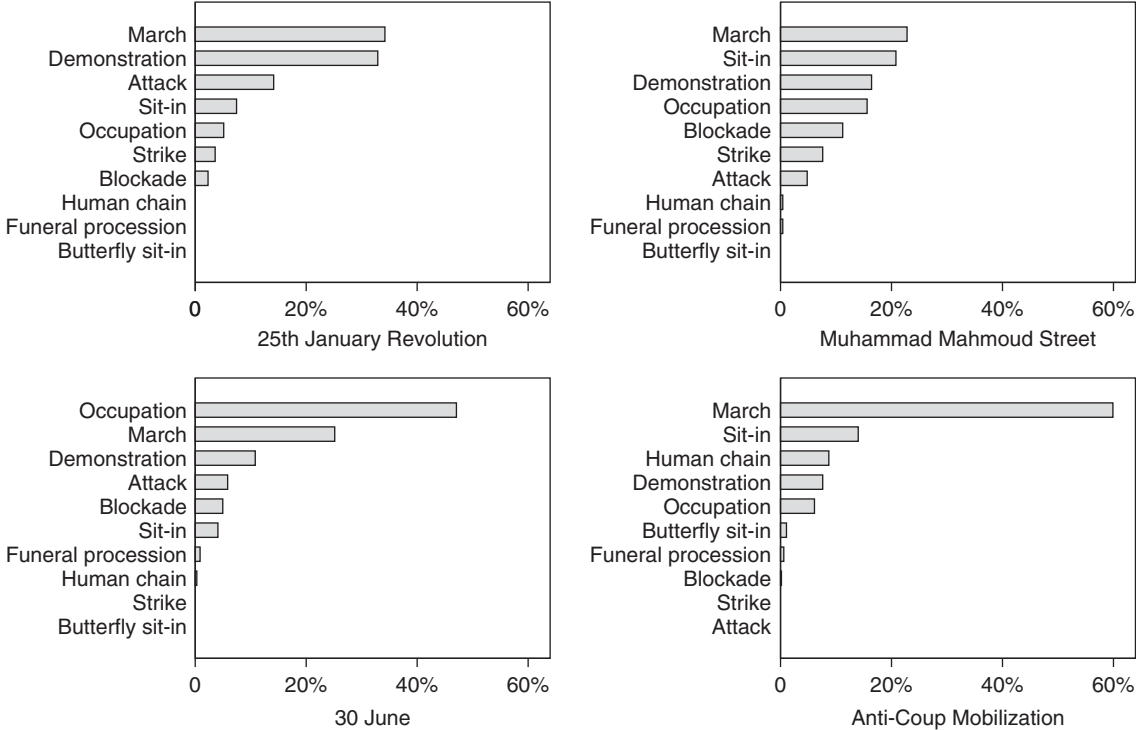 March
Demonstration
Attack
Sit-in
Occupation
Strike
Blockade
Human chain
Funeral procession
Butterfly sit-in
0 20% 40% 60%
25th January Revolution
March
Sit-in
Demonstration
Occupation
Blockade
Strike
Attack
Human chain
Funeral procession
Butterfly sit-in
0 20% 40% 60%
Muhammad Mahmoud Street
Occupation
March
Demonstration
Attack
Blockade
Sit-in
Funeral procession
Human chain
Strike
Butterfly sit-in
0 20% 40% 60%
30 June
March
Sit-in
Human chain
Demonstration
Occupation
Butterfly sit-in
Funeral procession
Blockade
Strike
Attack
0 20% 40% 60%
Anti-Coup Mobilization